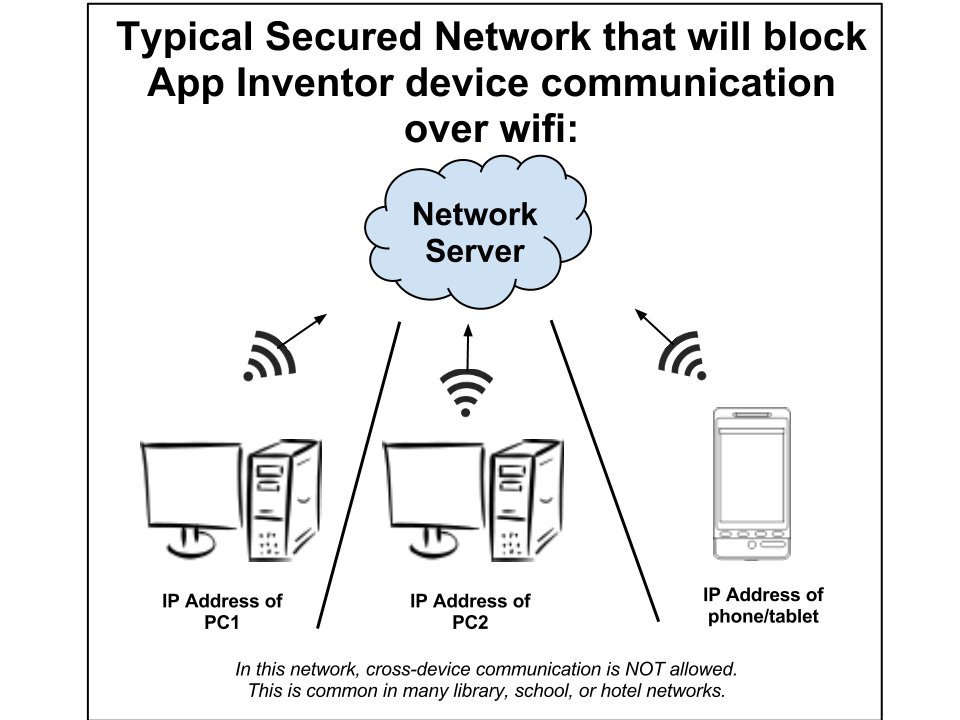 Typical Secured Network that will block
App Inventor device communication
over wifi:
Network
Server
IP Address of
PC1
IP Address of
PC2
IP Address of
phone/tablet
In this network, cross-device communication is NOT allowed.
This is common in many library, school, or hotel networks.